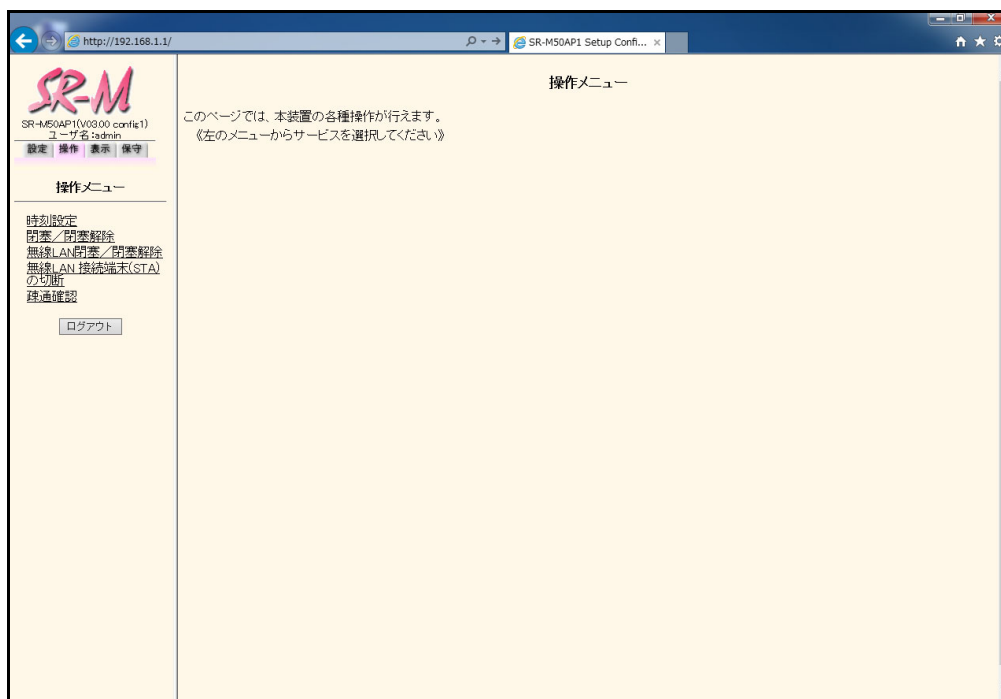 http://192.168.1.1/
SR-M50AP1 Setup Confi...
SR-M
SR-M50AP1(V03.00 config1)
ユーザ名:admin
設定 操作 表示 保守
操作メニュー
時刻設定
閉塞／閉塞解除
無線LAN閉塞／閉塞解除
無線LAN 接続端末(STA)
の切断
疎通確認
ログアウト
操作メニュー
このページでは、本装置の各種操作が行えます。
《左のメニューからサービスを選択してください》